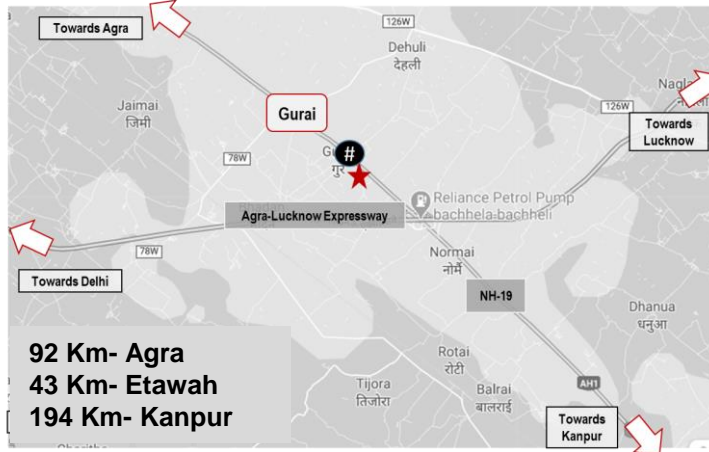 Towards Agra
126W
Dehuli
देहली
Jaimai
जिमी
Gurai
126W
Towards
Lucknow
#
गुर
78W
Reliance Petrol Pump
bachhela-bachheli
Agra-Lucknow Expressway
78W
Normai
नोर्मै
Towards Delhi
NH-19
Dhanua
धनुआ
92 Km- Agra
43 Km- Etawah
194 Km- Kanpur
Rotai
रोटी
Tijora
तिजोरा
Balrai
बालराई
AH1
Towards
Kanpur